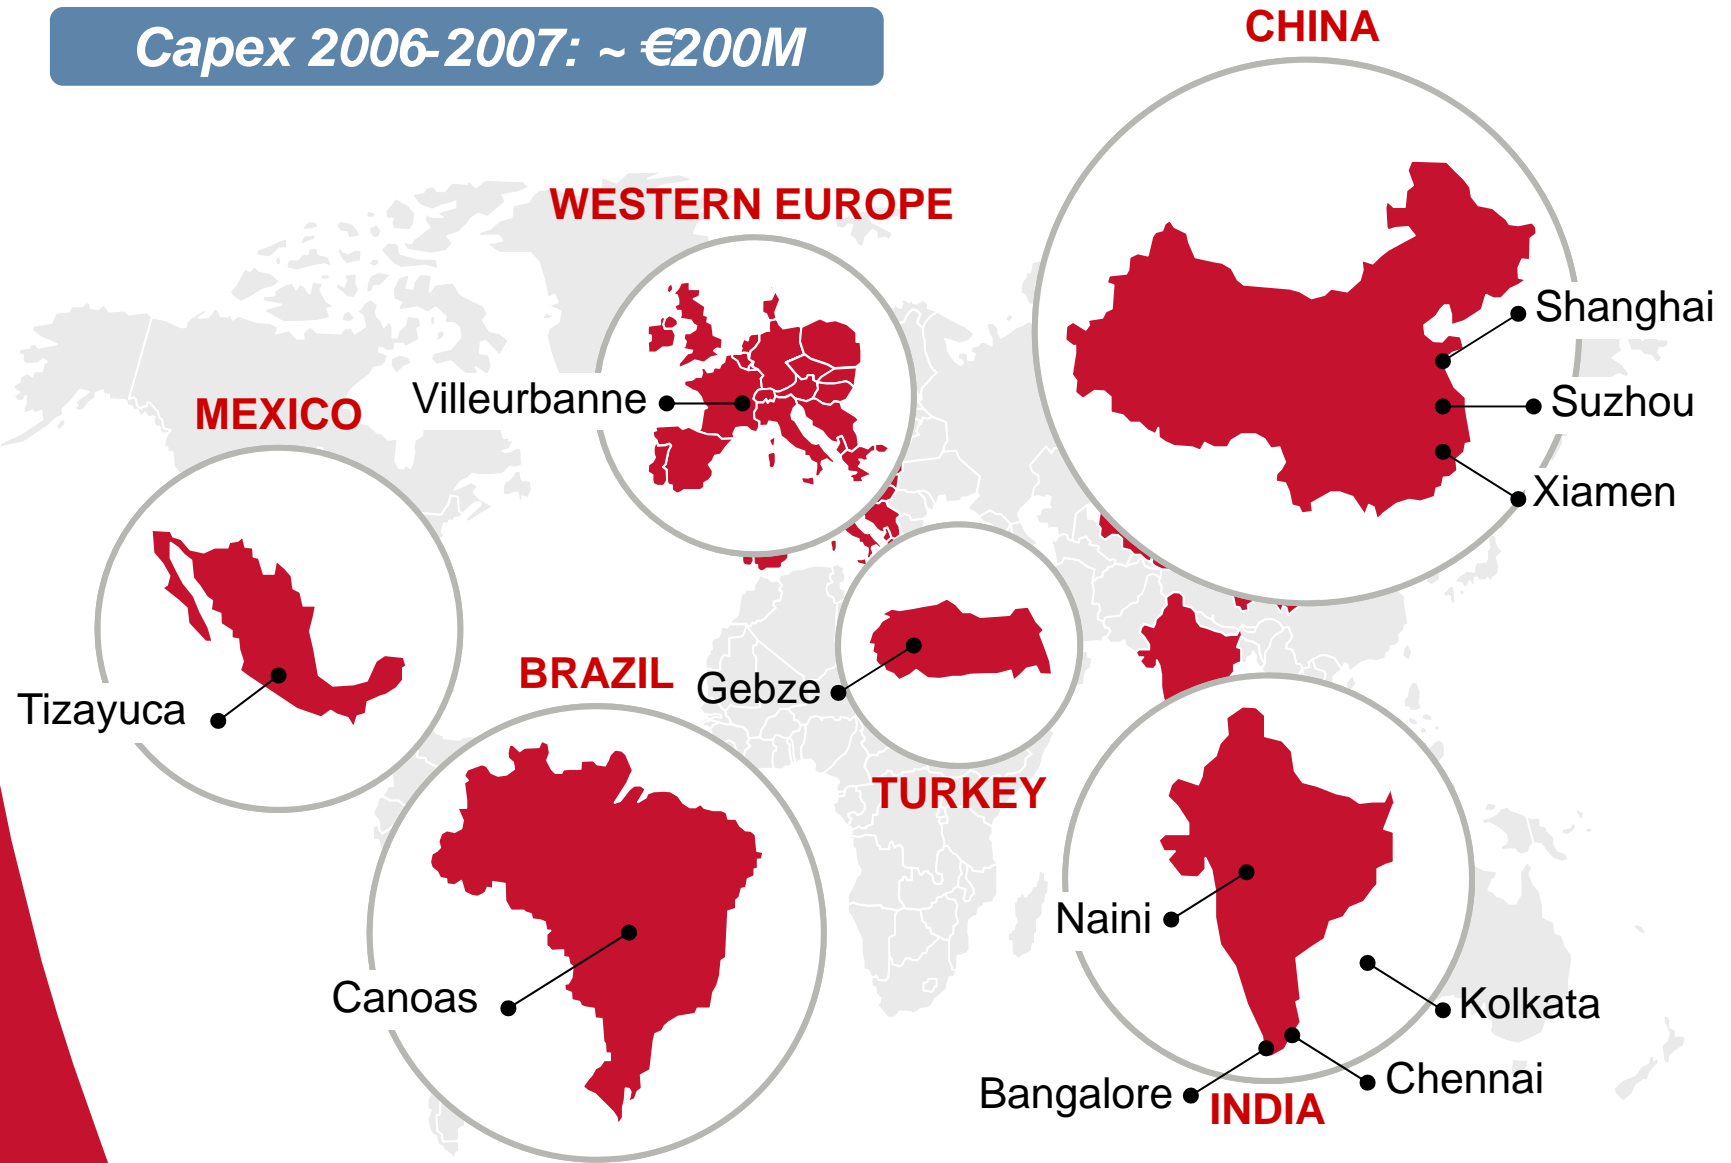 Capex 2006-2007: ~ €200M
CHINA
WESTERN EUROPE
Shanghai
Villeurbanne
Suzhou
MEXICO
Xiamen
BRAZIL
Gebze
Tizayuca
TURKEY
Naini
Canoas
Kolkata
Chennai
Bangalore
INDIA